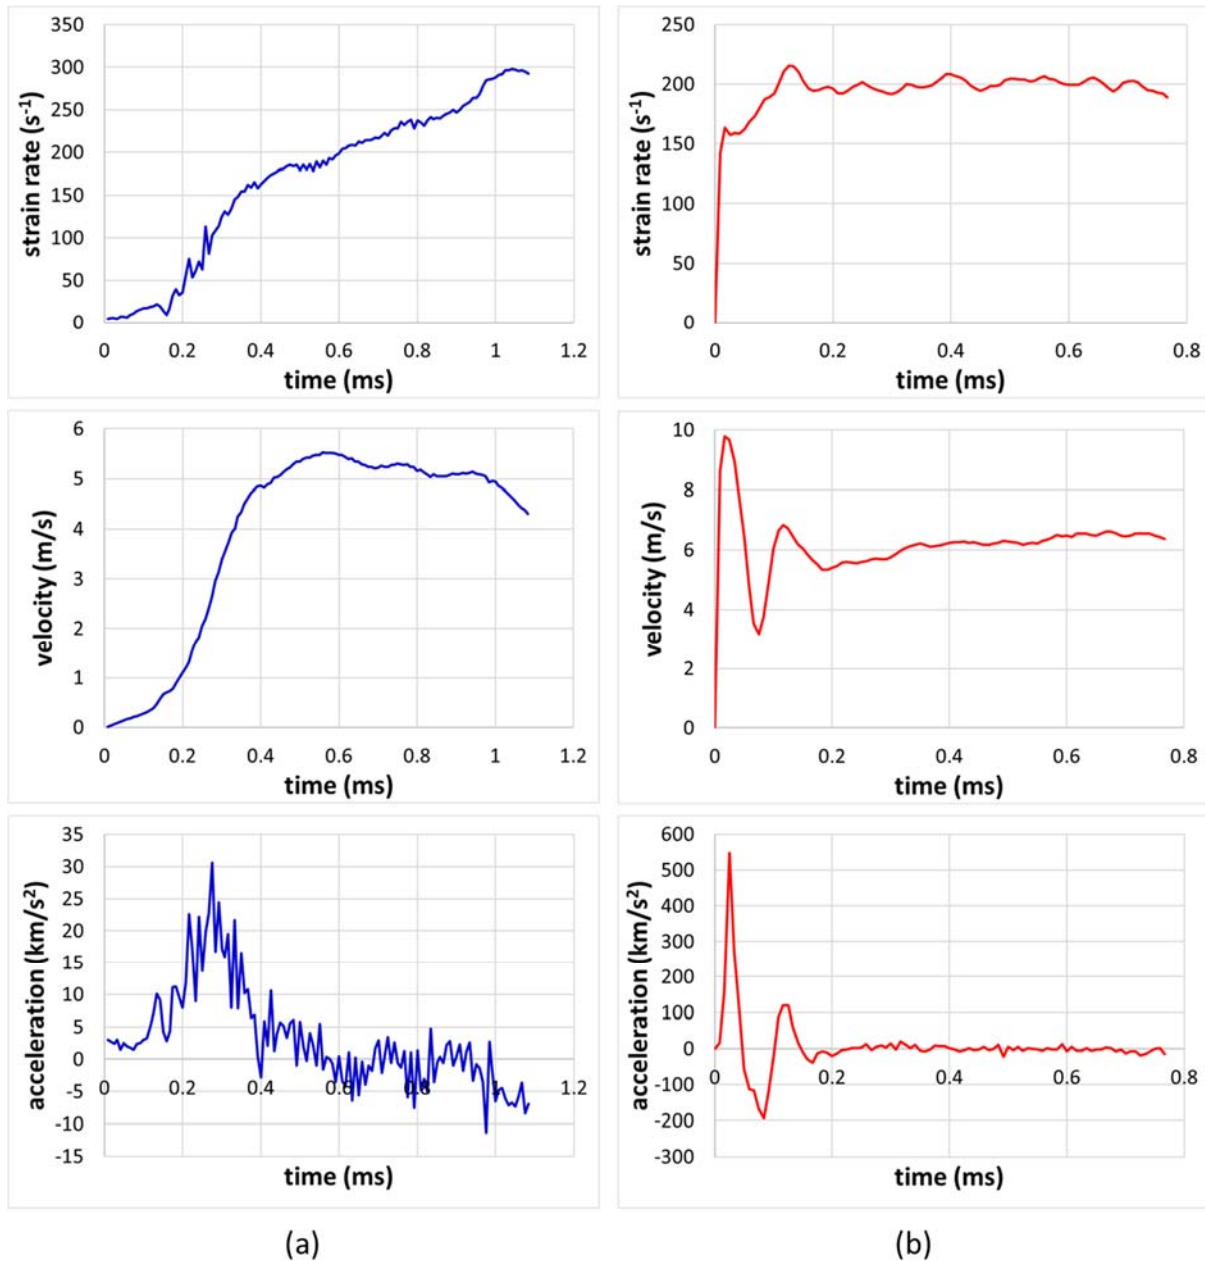 350
300
250
200
150
100
50
0
0 0.2 0.4 0.6 0.8 1 1.2
time (ms)
strain rate (s⁻¹)
250
200
150
100
50
0
0 0.2 0.4 0.6 0.8
time (ms)
strain rate (s⁻¹)
6
5
4
3
2
1
0
0 0.2 0.4 0.6 0.8 1 1.2
time (ms)
velocity (m/s)
10
8
6
4
2
0
0 0.2 0.4 0.6 0.8
time (ms)
velocity (m/s)
35
30
25
20
15
10
5
0
-5
-10
-15
0 0.2 0.4 0.6 0.8 1 1.2
time (ms)
acceleration (km/s²)
600
500
400
300
200
100
0
-100
-200
-300
0 0.2 0.4 0.6 0.8
time (ms)
acceleration (km/s²)
(a)
(b)